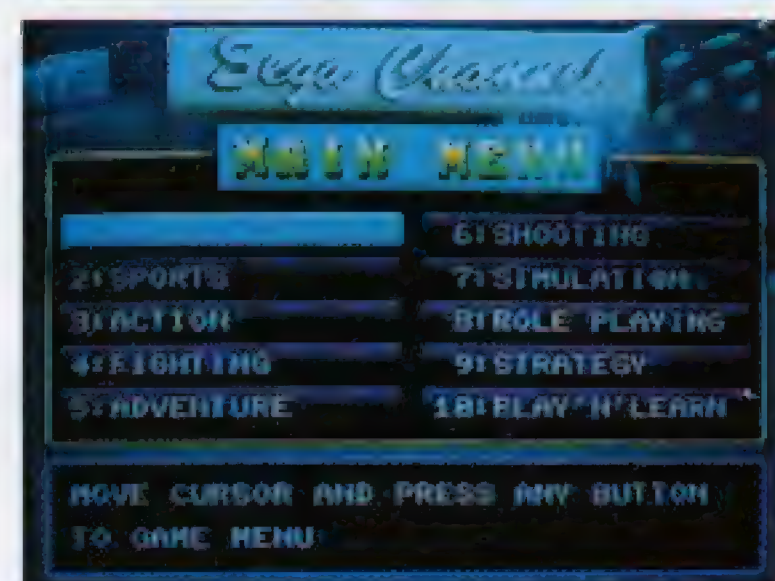 Channel
MAIN MENU
6:SHOOTING
2:SPORTS
7:SIMULATION
3:ACTION
8:ROLE PLAYING
4:FIGHTING
9:STRATEGY
5:ADVENTURE
10:PLAY'N'LEARN
MOVE CURSOR AND PRESS ANY BUTTON
TO GAME MENU